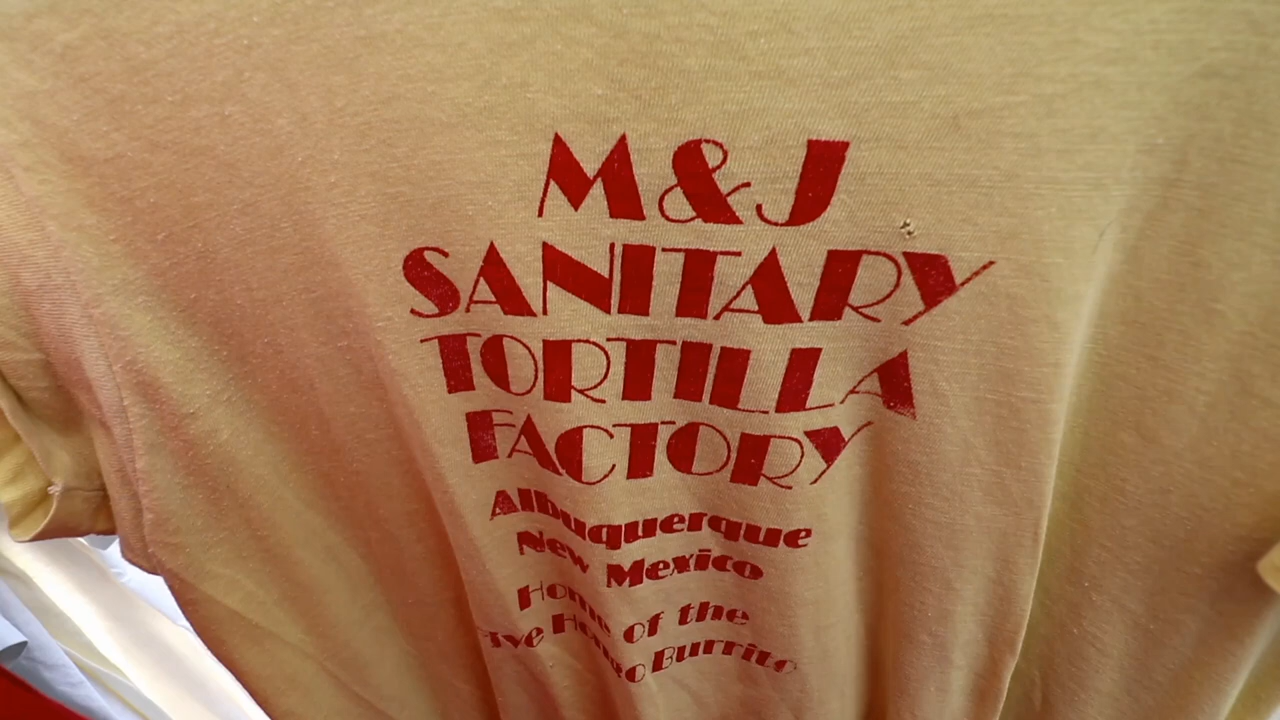 M & J
SANITARY
TORTILLA
FACTORY
Albuquerque
New Mexico
Home of the
Burrito